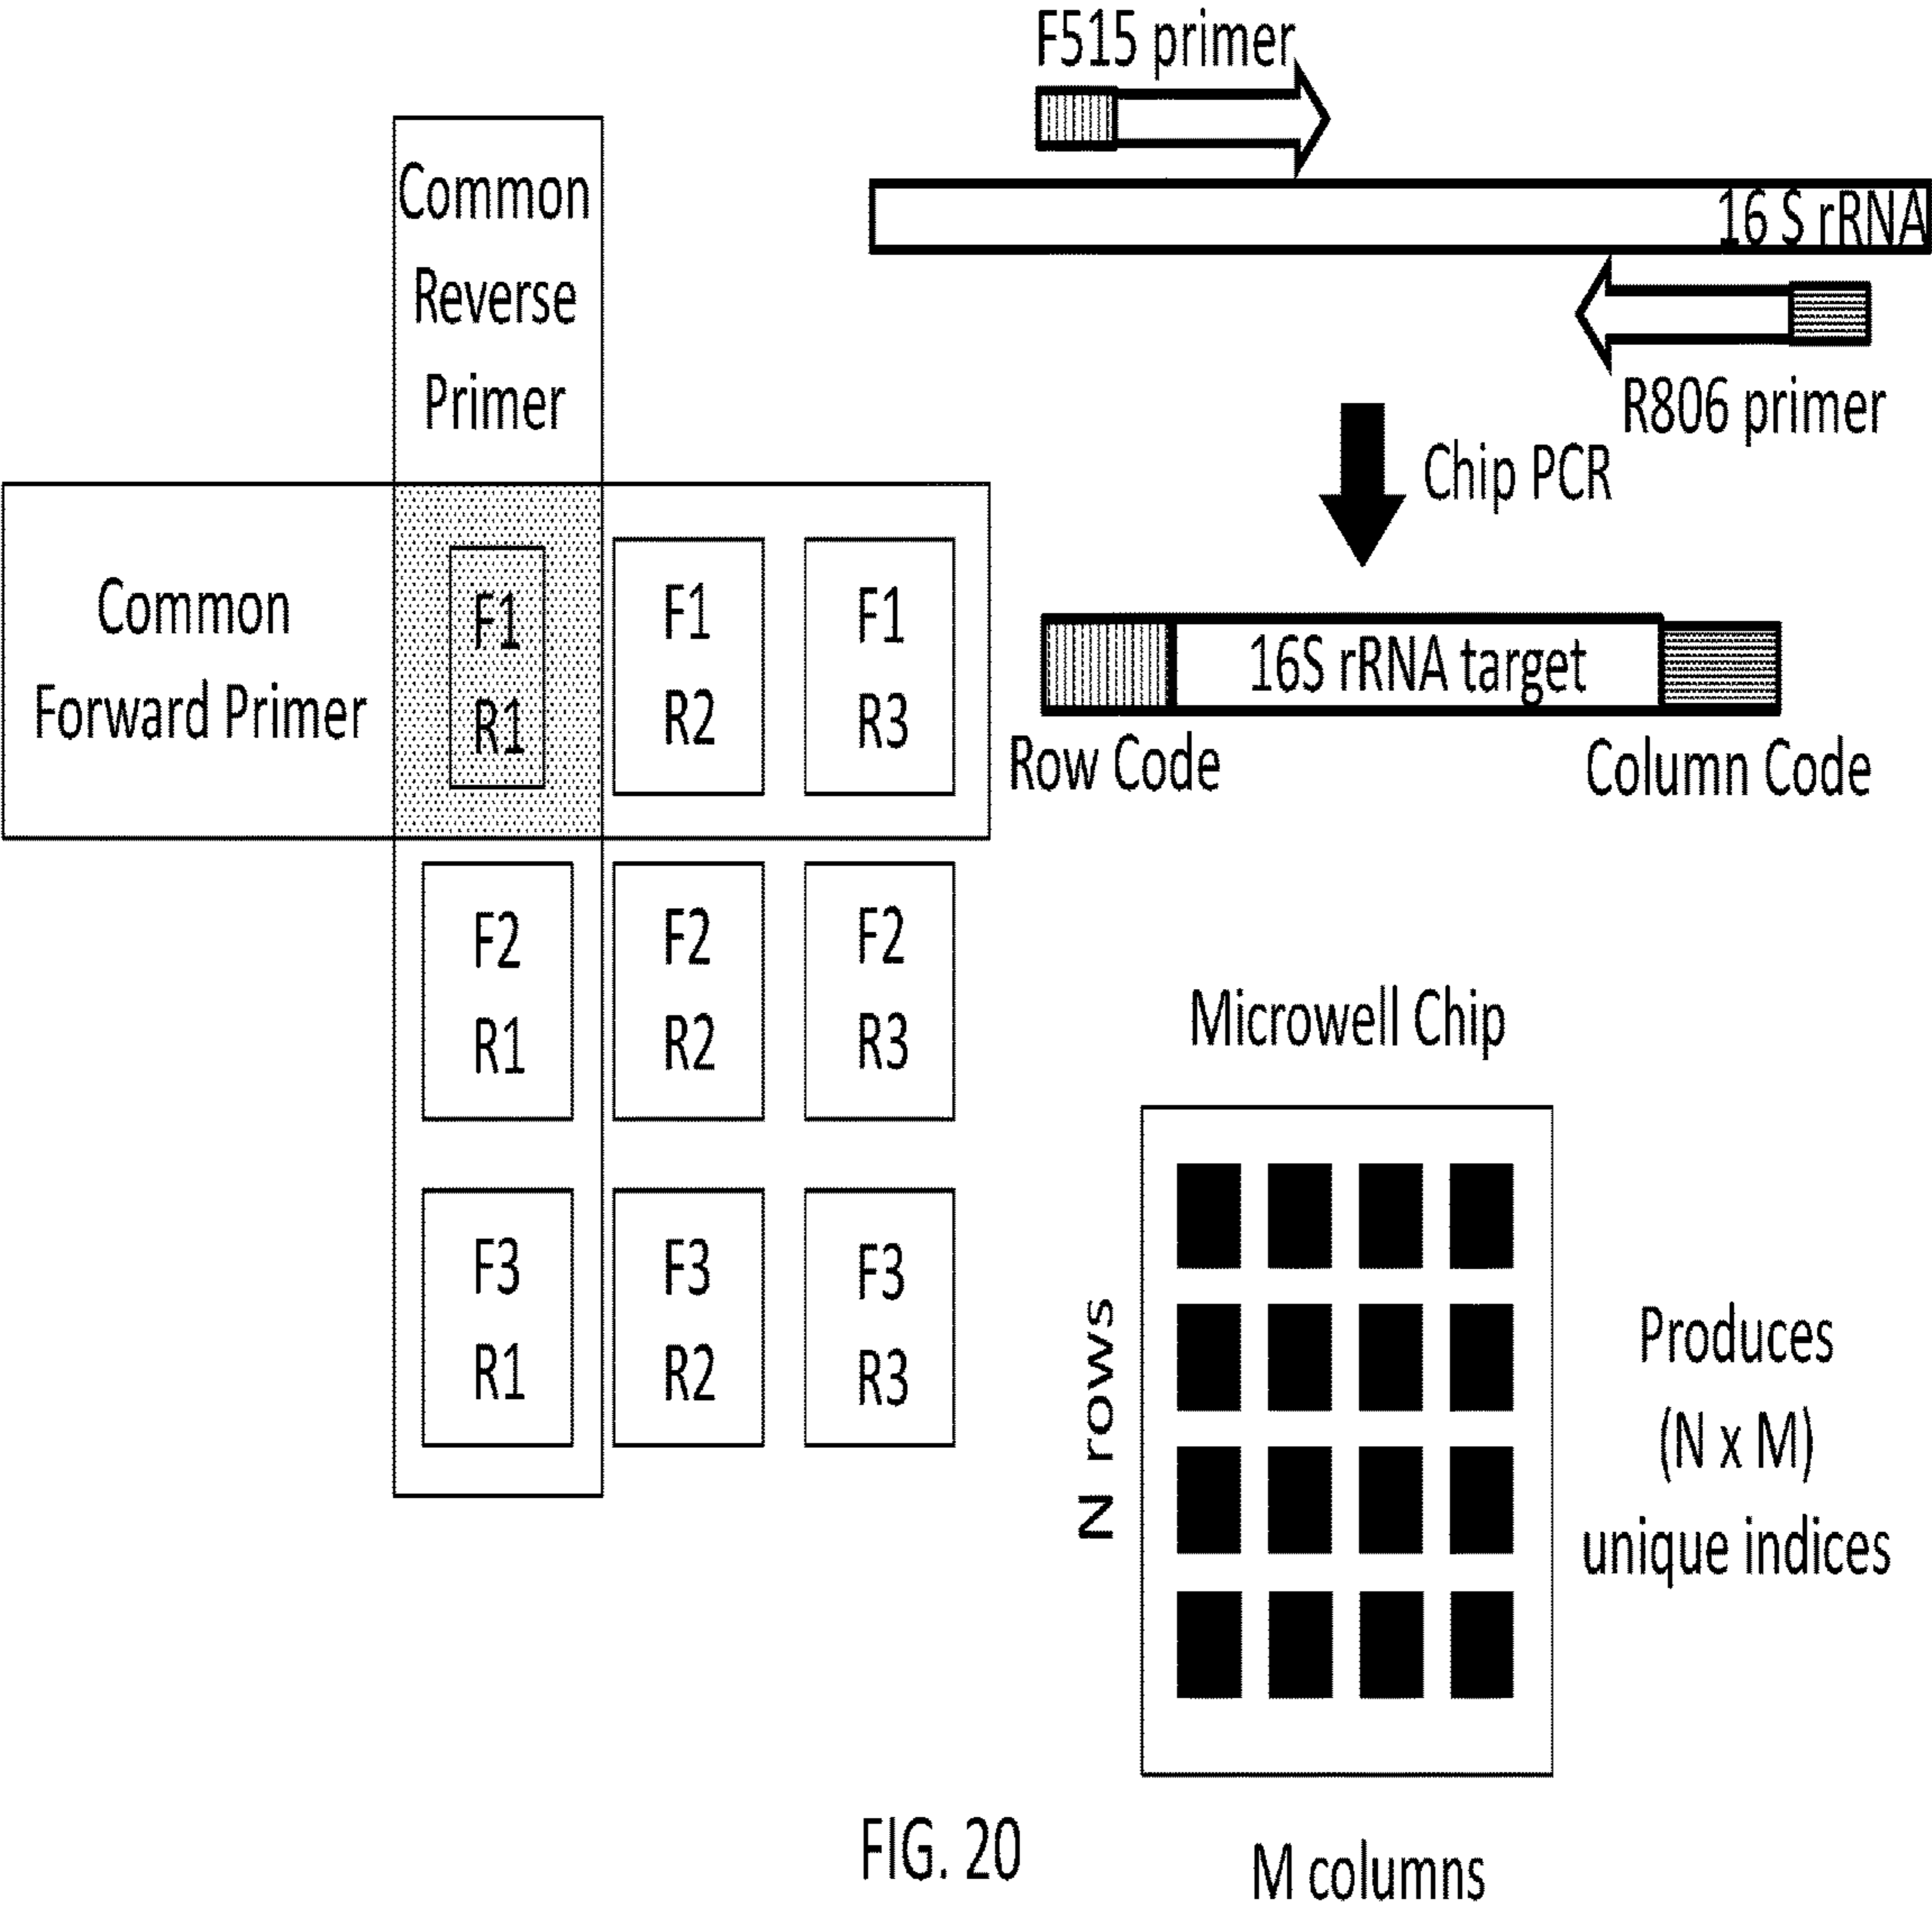 F515 primer
16 S rRNA
R806 primer
Chip PCR
16S rRNA target
Row Code
Column Code
Common
Reverse
Primer
Common
Forward Primer
F1
R1
F1
R2
F1
R3
F2
R1
F2
R2
F2
R3
F3
R1
F3
R2
F3
R3
Microwell Chip
N rows
Produces
(N x M)
unique indices
M columns
FIG. 20